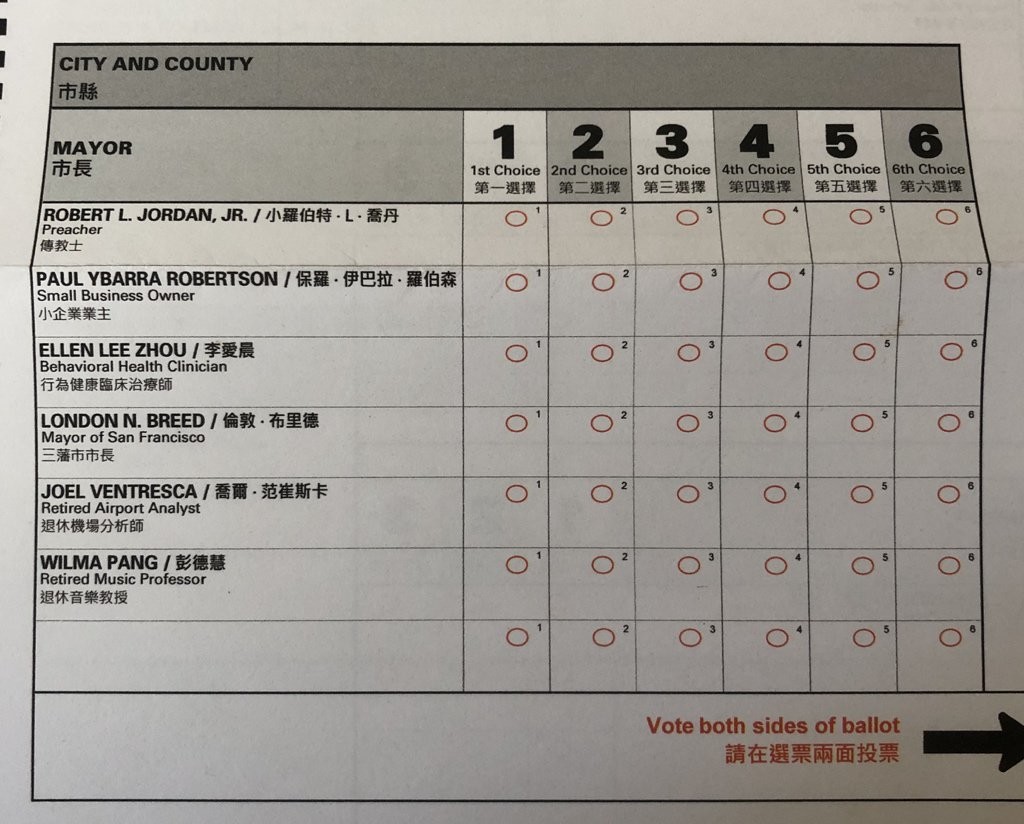 CITY AND COUNTY
市縣
MAYOR
市長
1 2 3 4 5 6
1st Choice 2nd Choice 3rd Choice 4th Choice 5th Choice 6th Choice
第一選擇 第二選擇 第三選擇 第四選擇 第五選擇 第六選擇
ROBERT L. JORDAN, JR. / 小羅伯特 · L · 喬丹 1 2 3 4 5 6
Preacher
傳教士
PAUL YBARRA ROBERTSON / 保羅 · 伊巴拉 · 羅伯森 1 2 3 4 5 6
Small Business Owner
小企業業主
ELLEN LEE ZHOU / 李愛晨 1 2 3 4 5 6
Behavioral Health Clinician
行為健康臨床治療師
LONDON N. BREED / 倫敦 · 布里德 1 2 3 4 5 6
Mayor of San Francisco
三藩市市長
JOEL VENTRESCA / 喬爾 · 范崔斯卡 1 2 3 4 5 6
Retired Airport Analyst
退休機場分析師
WILMA PANG / 彭德慧 1 2 3 4 5 6
Retired Music Professor
退休音樂教授
1 2 3 4 5 6
Vote both sides of ballot
請在選票兩面投票